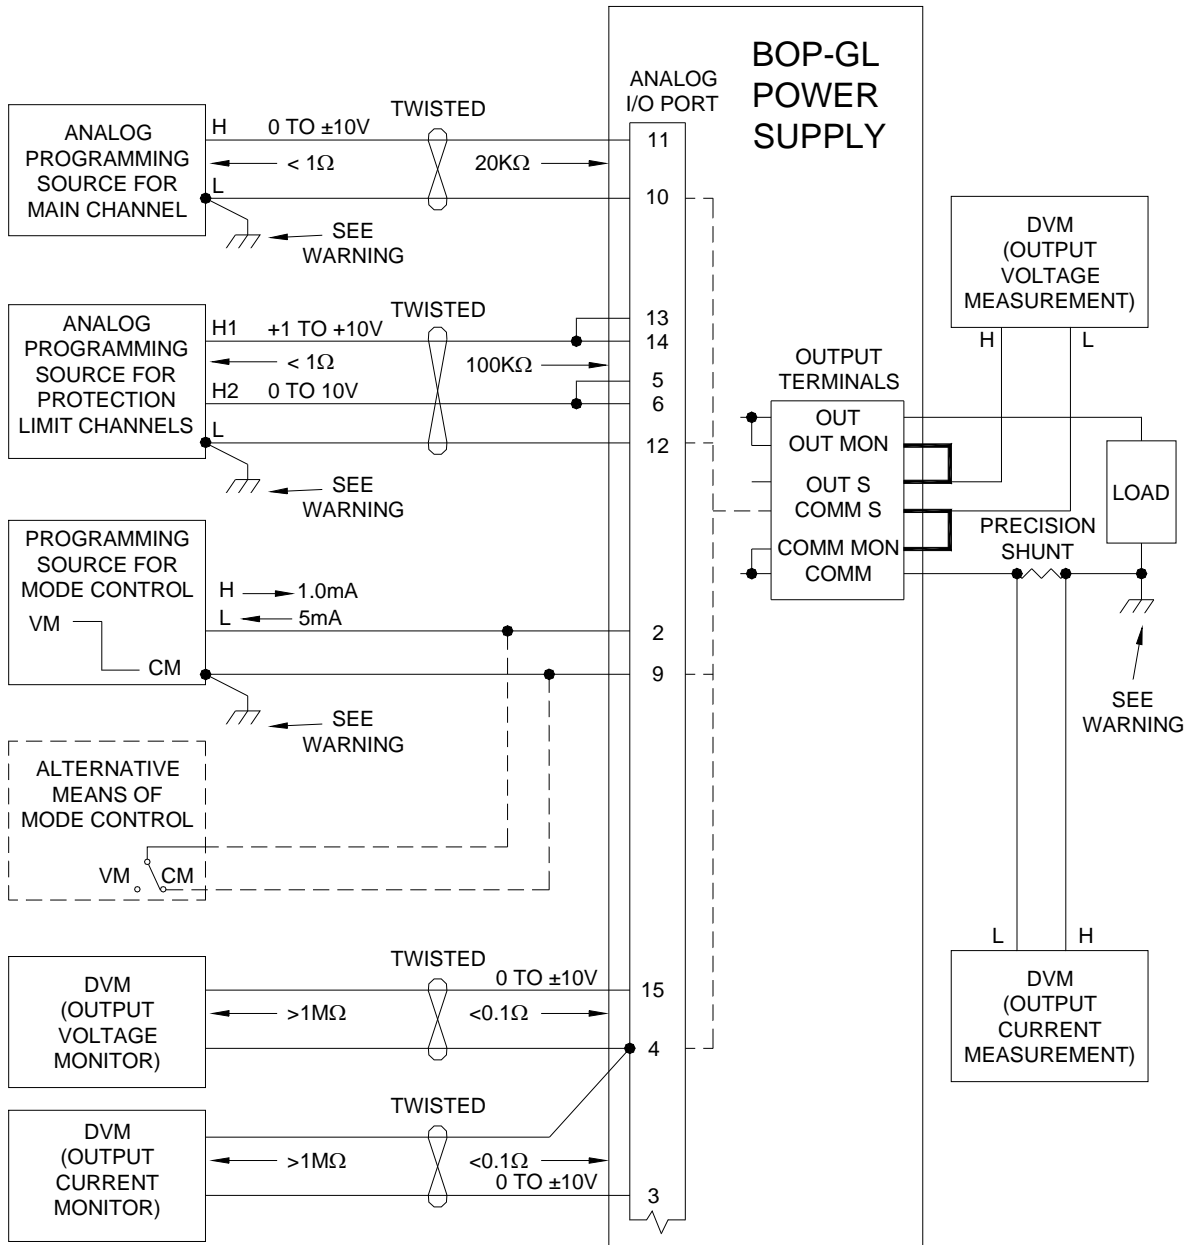 BOP-GL
POWER
SUPPLY
ANALOG
I/O PORT
ANALOG
PROGRAMMING
SOURCE FOR
MAIN CHANNEL
H 0 TO ±10V
TWISTED
< 1Ω
20KΩ
L
SEE
WARNING
11
10
ANALOG
PROGRAMMING
SOURCE FOR
PROTECTION
LIMIT CHANNELS
H1 +1 TO +10V
TWISTED
< 1Ω
100KΩ
H2 0 TO 10V
L
SEE
WARNING
13
14
5
6
12
PROGRAMMING
SOURCE FOR
MODE CONTROL
VM
CM
H 1.0mA
L 5mA
SEE
WARNING
2
9
ALTERNATIVE
MEANS OF
MODE CONTROL
VM CM
DVM
(OUTPUT
VOLTAGE
MONITOR)
TWISTED
0 TO ±10V
>1MΩ
<0.1Ω
15
4
DVM
(OUTPUT
CURRENT
MONITOR)
TWISTED
>1MΩ
<0.1Ω
0 TO ±10V
3
DVM
(OUTPUT
VOLTAGE
MEASUREMENT)
H L
OUTPUT
TERMINALS
OUT
OUT MON
OUT S
COMM S
COMM MON
COMM
LOAD
PRECISION
SHUNT
SEE
WARNING
L H
DVM
(OUTPUT
CURRENT
MEASUREMENT)